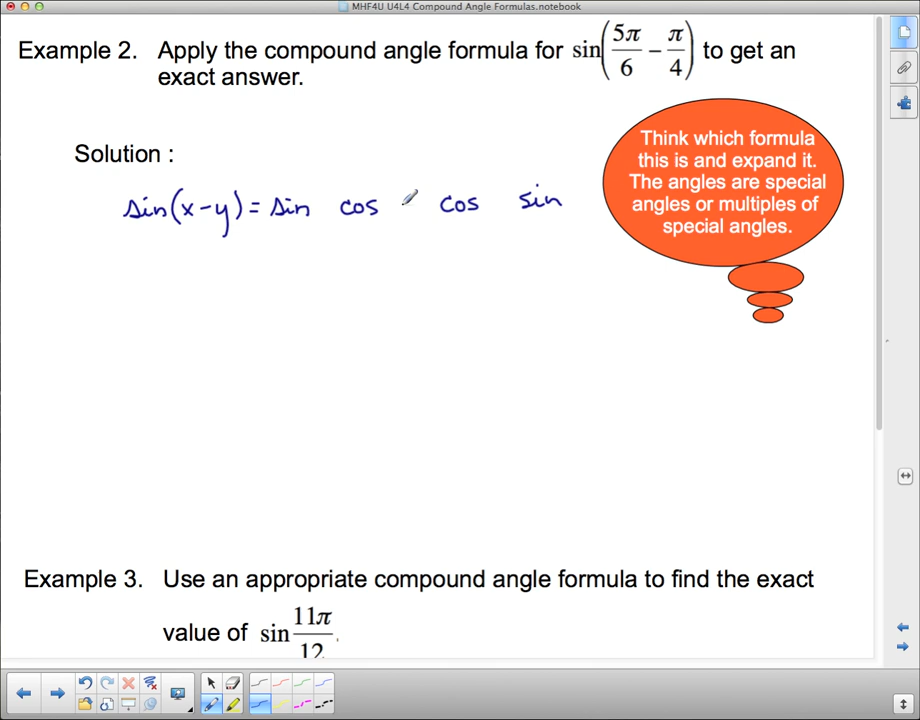 MHF4U U4L4 Compound Angle Formulas.notebook
Example 2. Apply the compound angle formula for sin(5π/6 − π/4) to get an
exact answer.
Solution :
sin(x-y)= sin cos cos sin
Think which formula
this is and expand it.
The angles are special
angles or multiples of
special angles.
Example 3. Use an appropriate compound angle formula to find the exact
value of sin 11π/12 .